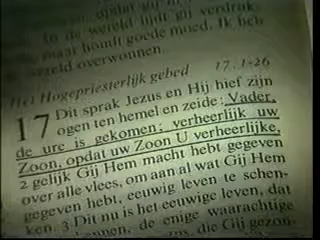 In de wereld lijdt gij verdruk-
maar houdt goede moed, Ik heb
wereld overwonnen.
Het Hogepriesterlijk gebed 17:1-26
17 Dit sprak Jezus en Hij hief zijn
ogen ten hemel en zeide: Vader,
de ure is gekomen; verheerlijk uw
Zoon, opdat uw Zoon U verheerlijke,
2 gelijk Gij Hem macht hebt gegeven
over alle vlees, om aan al wat Gij Hem
gegeven hebt, eeuwig leven te schen-
ken. 3 Dit nu is het eeuwige leven, dat
kennen, de enige waarachtige
dien Gij gezon-